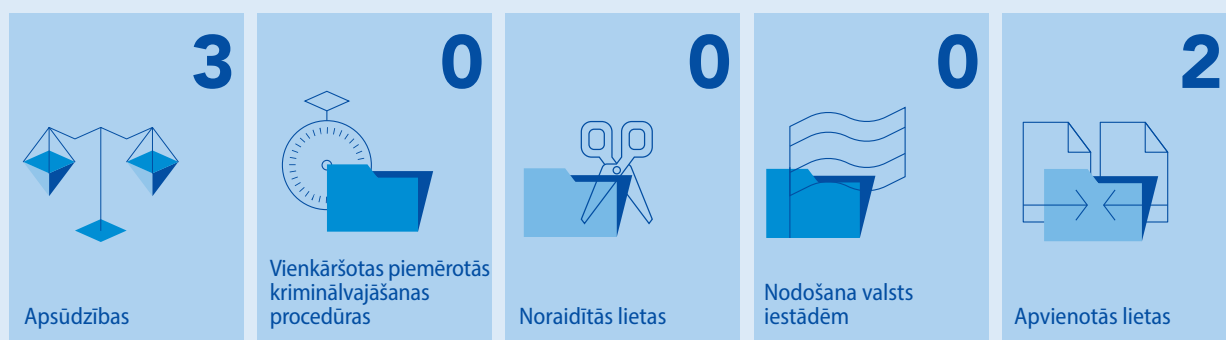 3
Apsūdzības
0
Vienkāršotas piemērotās
kriminālvajāšanas
procedūras
0
Noraidītās lietas
0
Nodošana valsts
iestādēm
2
Apvienotās lietas